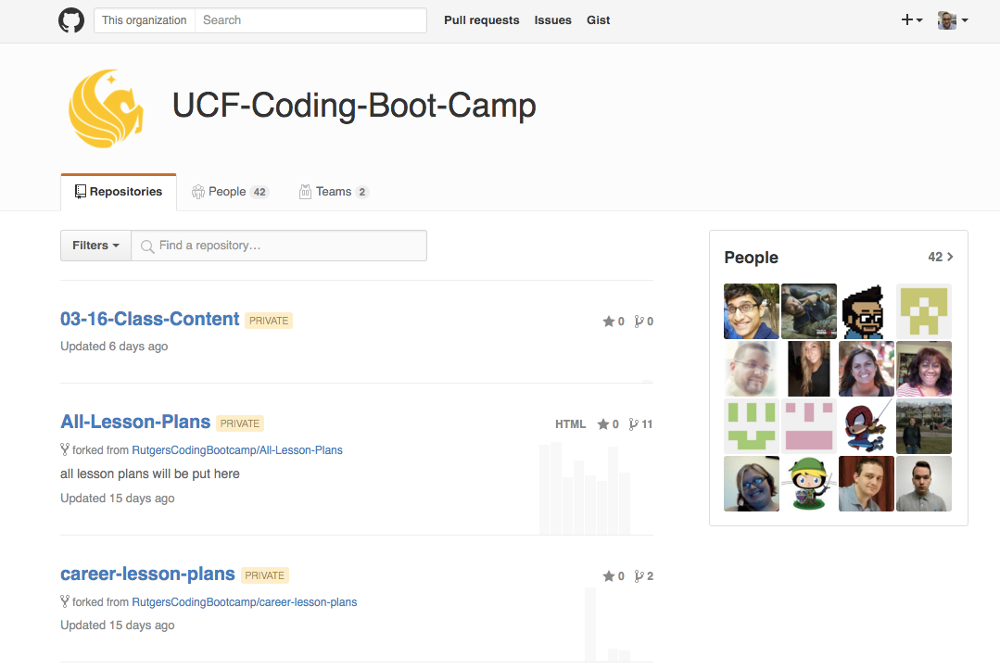 This organization Search Pull requests Issues Gist
UCF-Coding-Boot-Camp
Repositories People 42 Teams 2
Filters Find a repository…
People 42
03-16-Class-Content PRIVATE 0 0
Updated 6 days ago
All-Lesson-Plans PRIVATE HTML 0 11
forked from RutgersCodingBootcamp/All-Lesson-Plans
all lesson plans will be put here
Updated 15 days ago
career-lesson-plans PRIVATE 0 2
forked from RutgersCodingBootcamp/career-lesson-plans
Updated 15 days ago